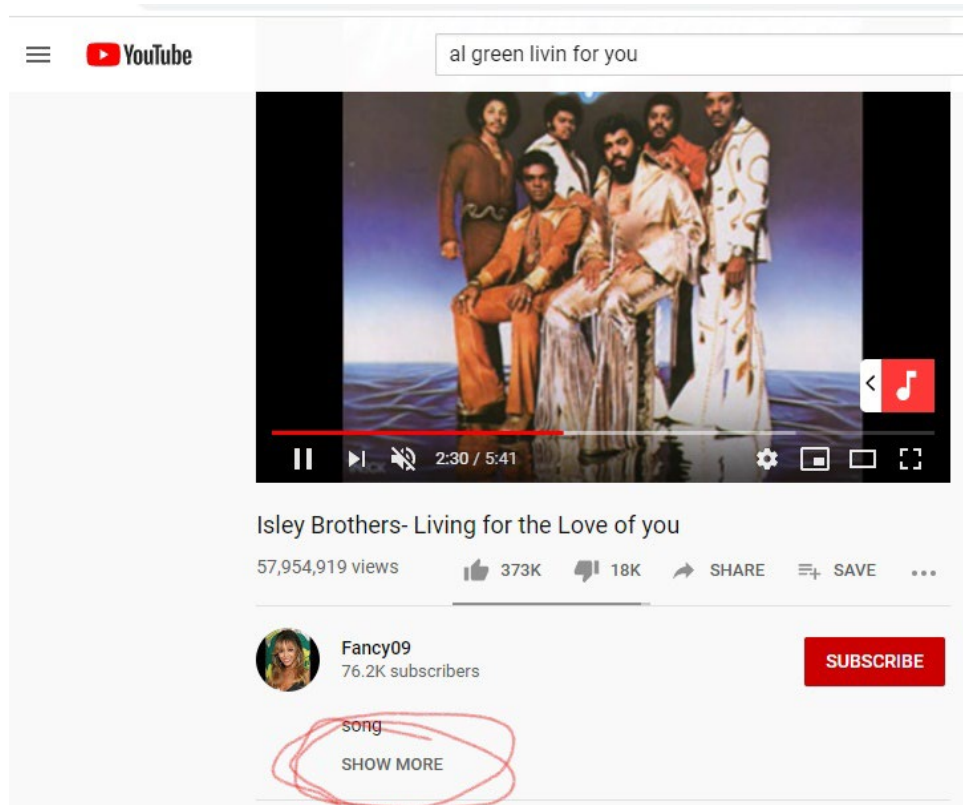 YouTube
al green livin for you
2:30 / 5:41
Isley Brothers- Living for the Love of you
57,954,919 views
373K
18K
SHARE
SAVE
Fancy09
76.2K subscribers
SUBSCRIBE
song
SHOW MORE